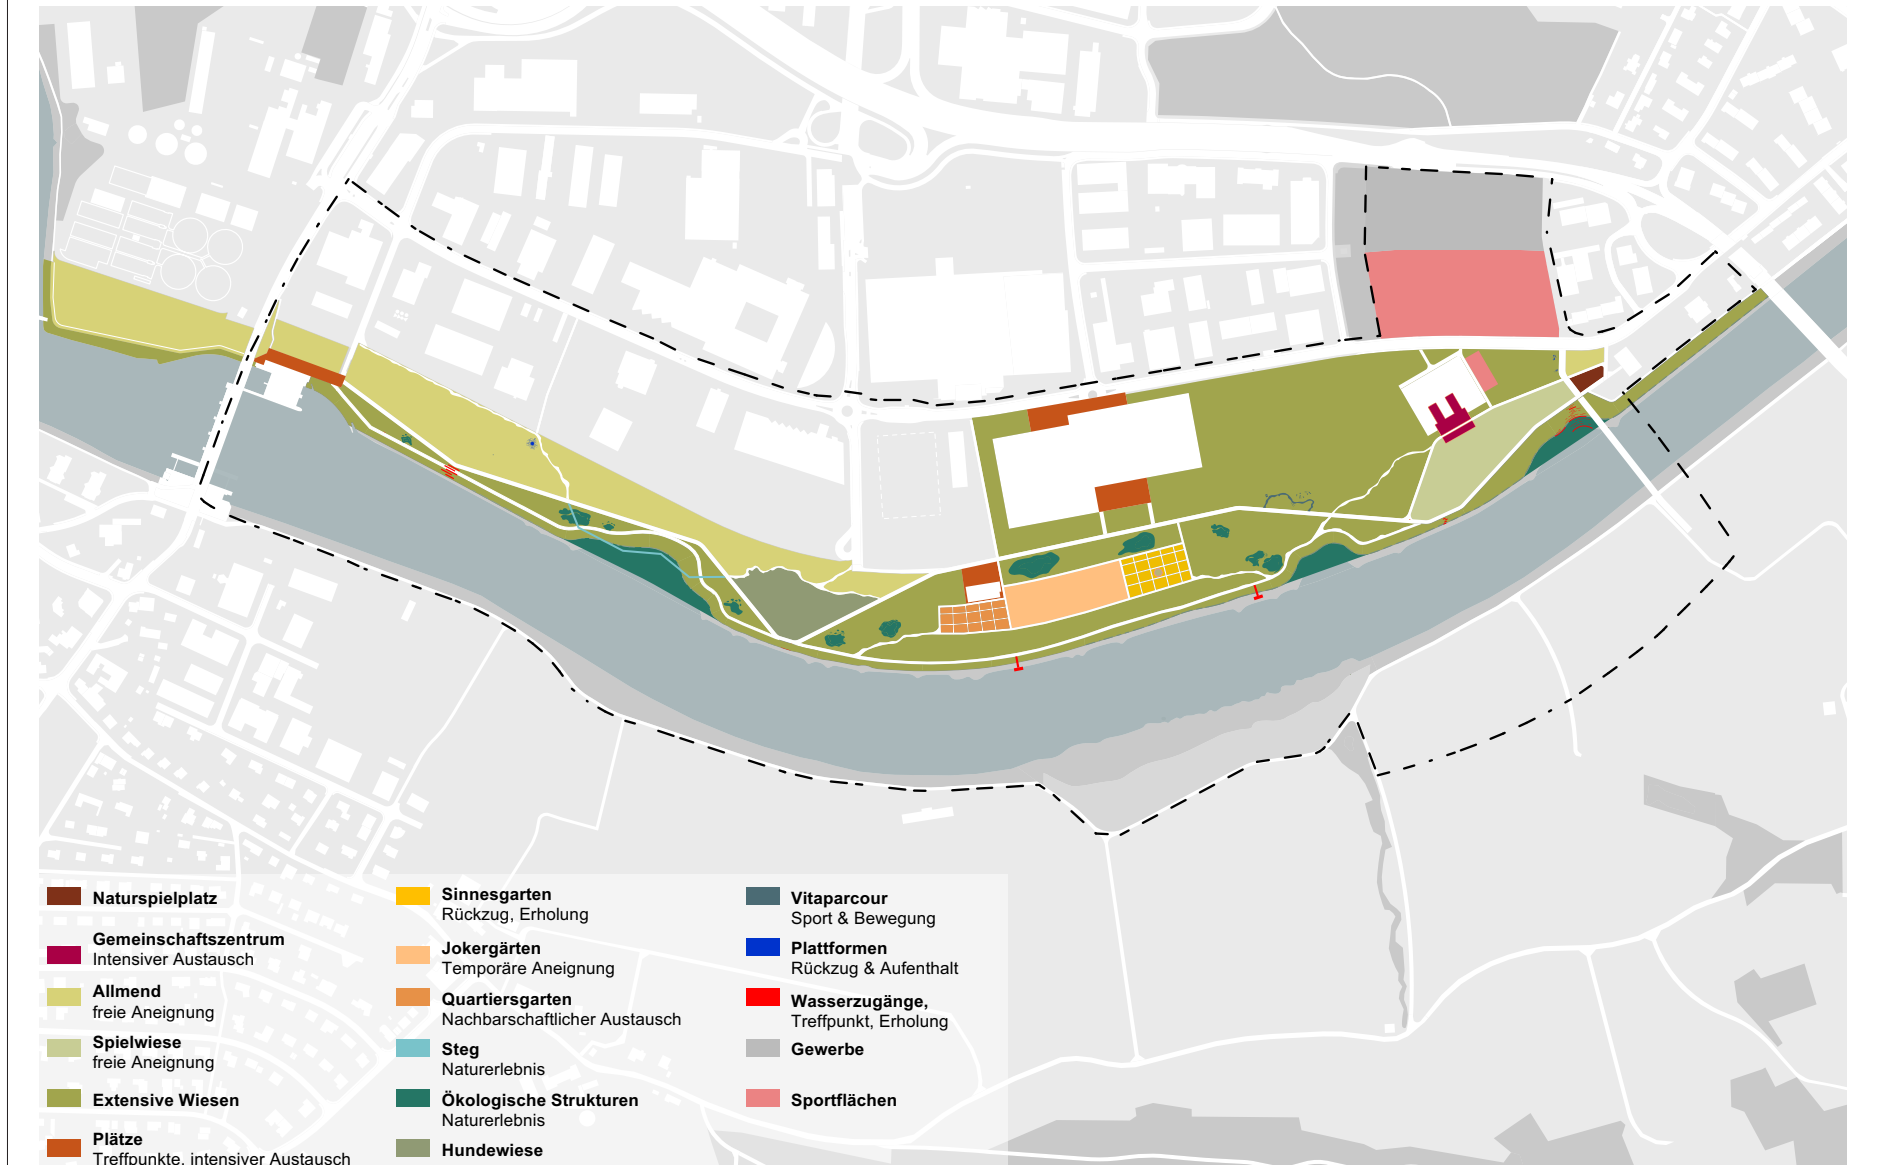 Naturspielplatz
Gemeinschaftszentrum
Intensiver Austausch
Allmend
freie Aneignung
Spielwiese
freie Aneignung
Extensive Wiesen
Plätze
Treffpunkte, intensiver Austausch
Sinnesgarten
Rückzug, Erholung
Jokergärten
Temporäre Aneignung
Quartiersgarten
Nachbarschaftlicher Austausch
Steg
Naturerlebnis
Ökologische Strukturen
Naturerlebnis
Hundewiese
Vitaparcour
Sport & Bewegung
Plattformen
Rückzug & Aufenthalt
Wasserzugänge,
Treffpunkt, Erholung
Gewerbe
Sportflächen